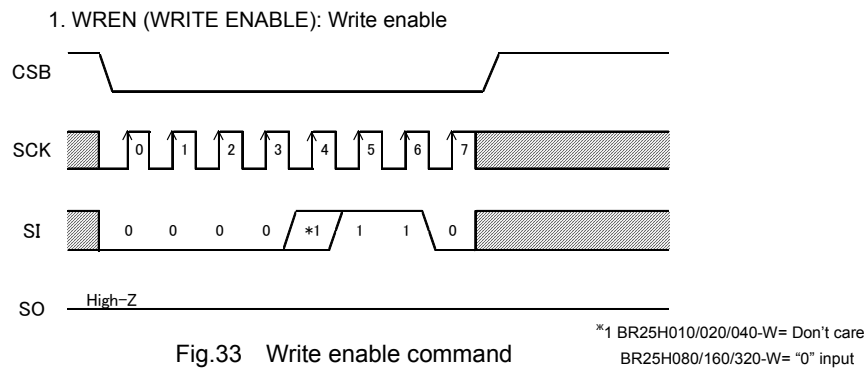 1. WREN (WRITE ENABLE): Write enable
CSB
SCK
0 1 2 3 4 5 6 7
SI
0 0 0 0 *1 1 1 0
SO
High-Z
Fig.33 Write enable command
*1 BR25H010/020/040-W= Don't care
BR25H080/160/320-W= "0" input